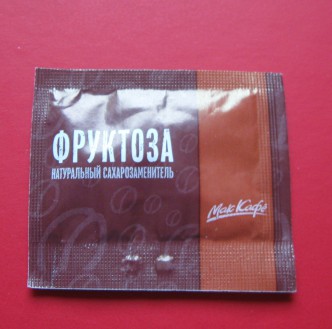 ФРУКТОЗА
НАТУРАЛЬНЫЙ САХАРОЗАМЕНИТЕЛЬ
МакКафе